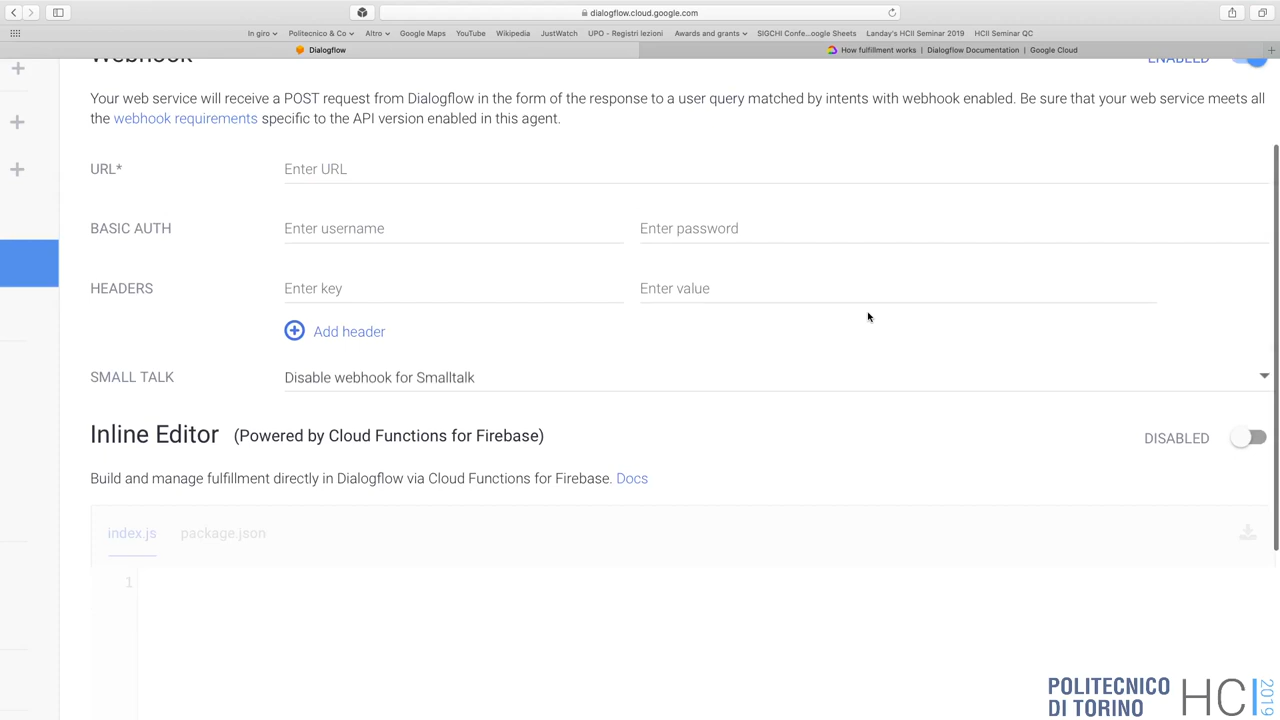 dialogflow.cloud.google.com
In giro
Politecnico & Co
Altro
Google Maps
YouTube
Wikipedia
JustWatch
UPO - Registri lezioni
Awards and grants
SIGCHI Confe...oogle Sheets
Landay's HCII Seminar 2019
HCII Seminar QC
Dialogflow
How fulfillment works | Dialogflow Documentation | Google Cloud
Webhook
ENABLED
Your web service will receive a POST request from Dialogflow in the form of the response to a user query matched by intents with webhook enabled. Be sure that your web service meets all
the webhook requirements specific to the API version enabled in this agent.
URL*
Enter URL
BASIC AUTH
Enter username
Enter password
HEADERS
Enter key
Enter value
Add header
SMALL TALK
Disable webhook for Smalltalk
Inline Editor (Powered by Cloud Functions for Firebase)
DISABLED
Build and manage fulfillment directly in Dialogflow via Cloud Functions for Firebase. Docs
index.js
package.json
1
POLITECNICO
DI TORINO
HCI
2019